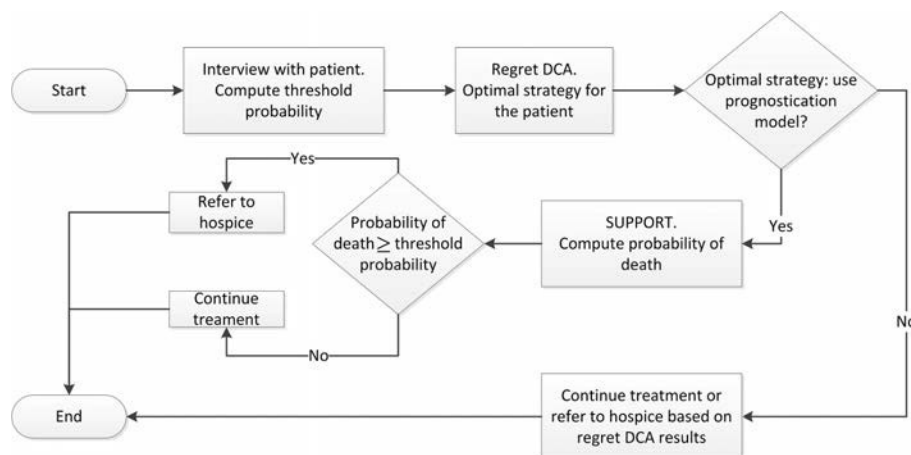 Start
Interview with patient.
Compute threshold
probability
Regret DCA.
Optimal strategy for
the patient
Optimal strategy: use
prognostication
model?
Yes
Refer to
hospice
Probability of
death ≥ threshold
probability
SUPPORT.
Compute probability of
death
Yes
Continue
treament
No
No
End
Continue treatment or
refer to hospice based on
regret DCA results